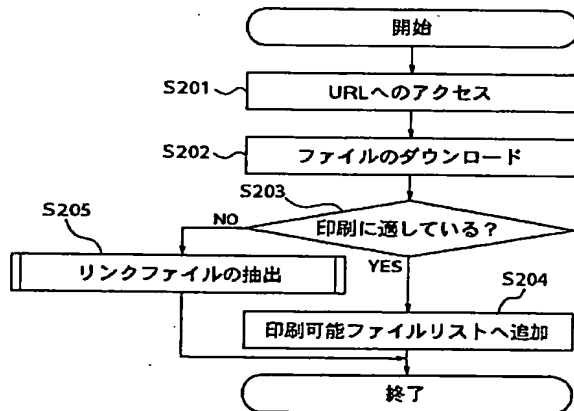 開始
S201
URLへのアクセス
S202
ファイルのダウンロード
S203
印刷に適している？
NO
YES
S205
リンクファイルの抽出
S204
印刷可能ファイルリストへ追加
終了